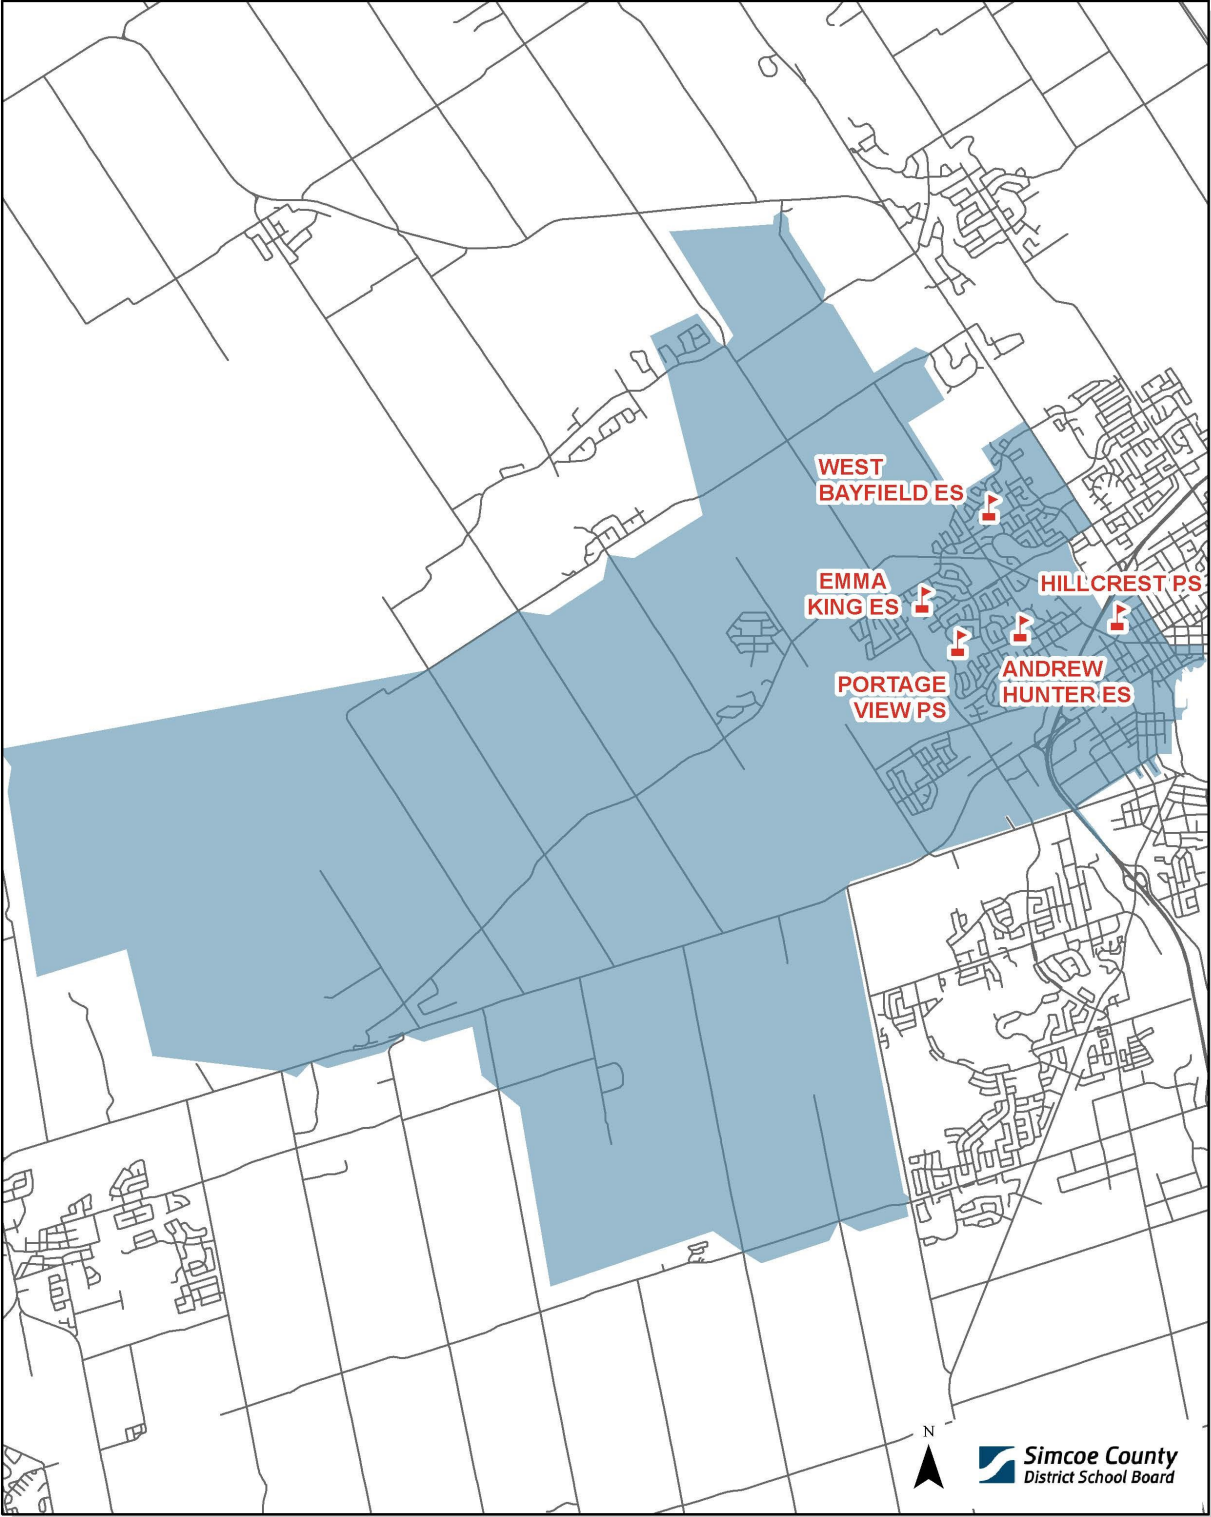 WEST
BAYFIELD ES
EMMA
KING ES
HILLCREST PS
PORTAGE
VIEW PS
ANDREW
HUNTER ES
N
Simcoe County
District School Board